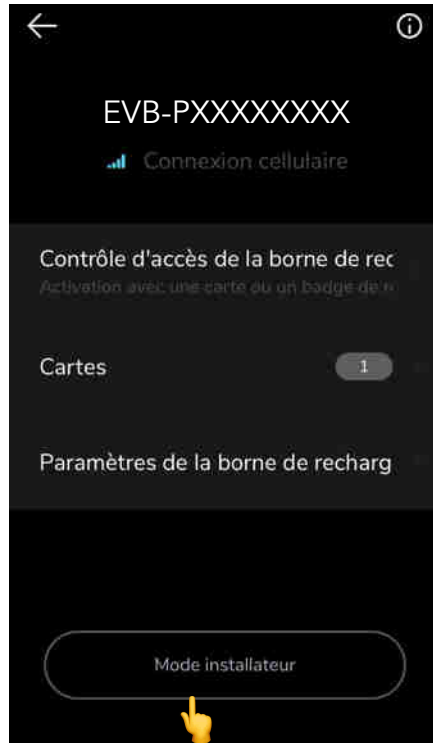 EVB-PXXXXXXXX
Connexion cellulaire
Contrôle d'accès de la borne de rec
Activation avec une carte ou un badge de r
Cartes
1
Paramètres de la borne de recharg
Mode installateur